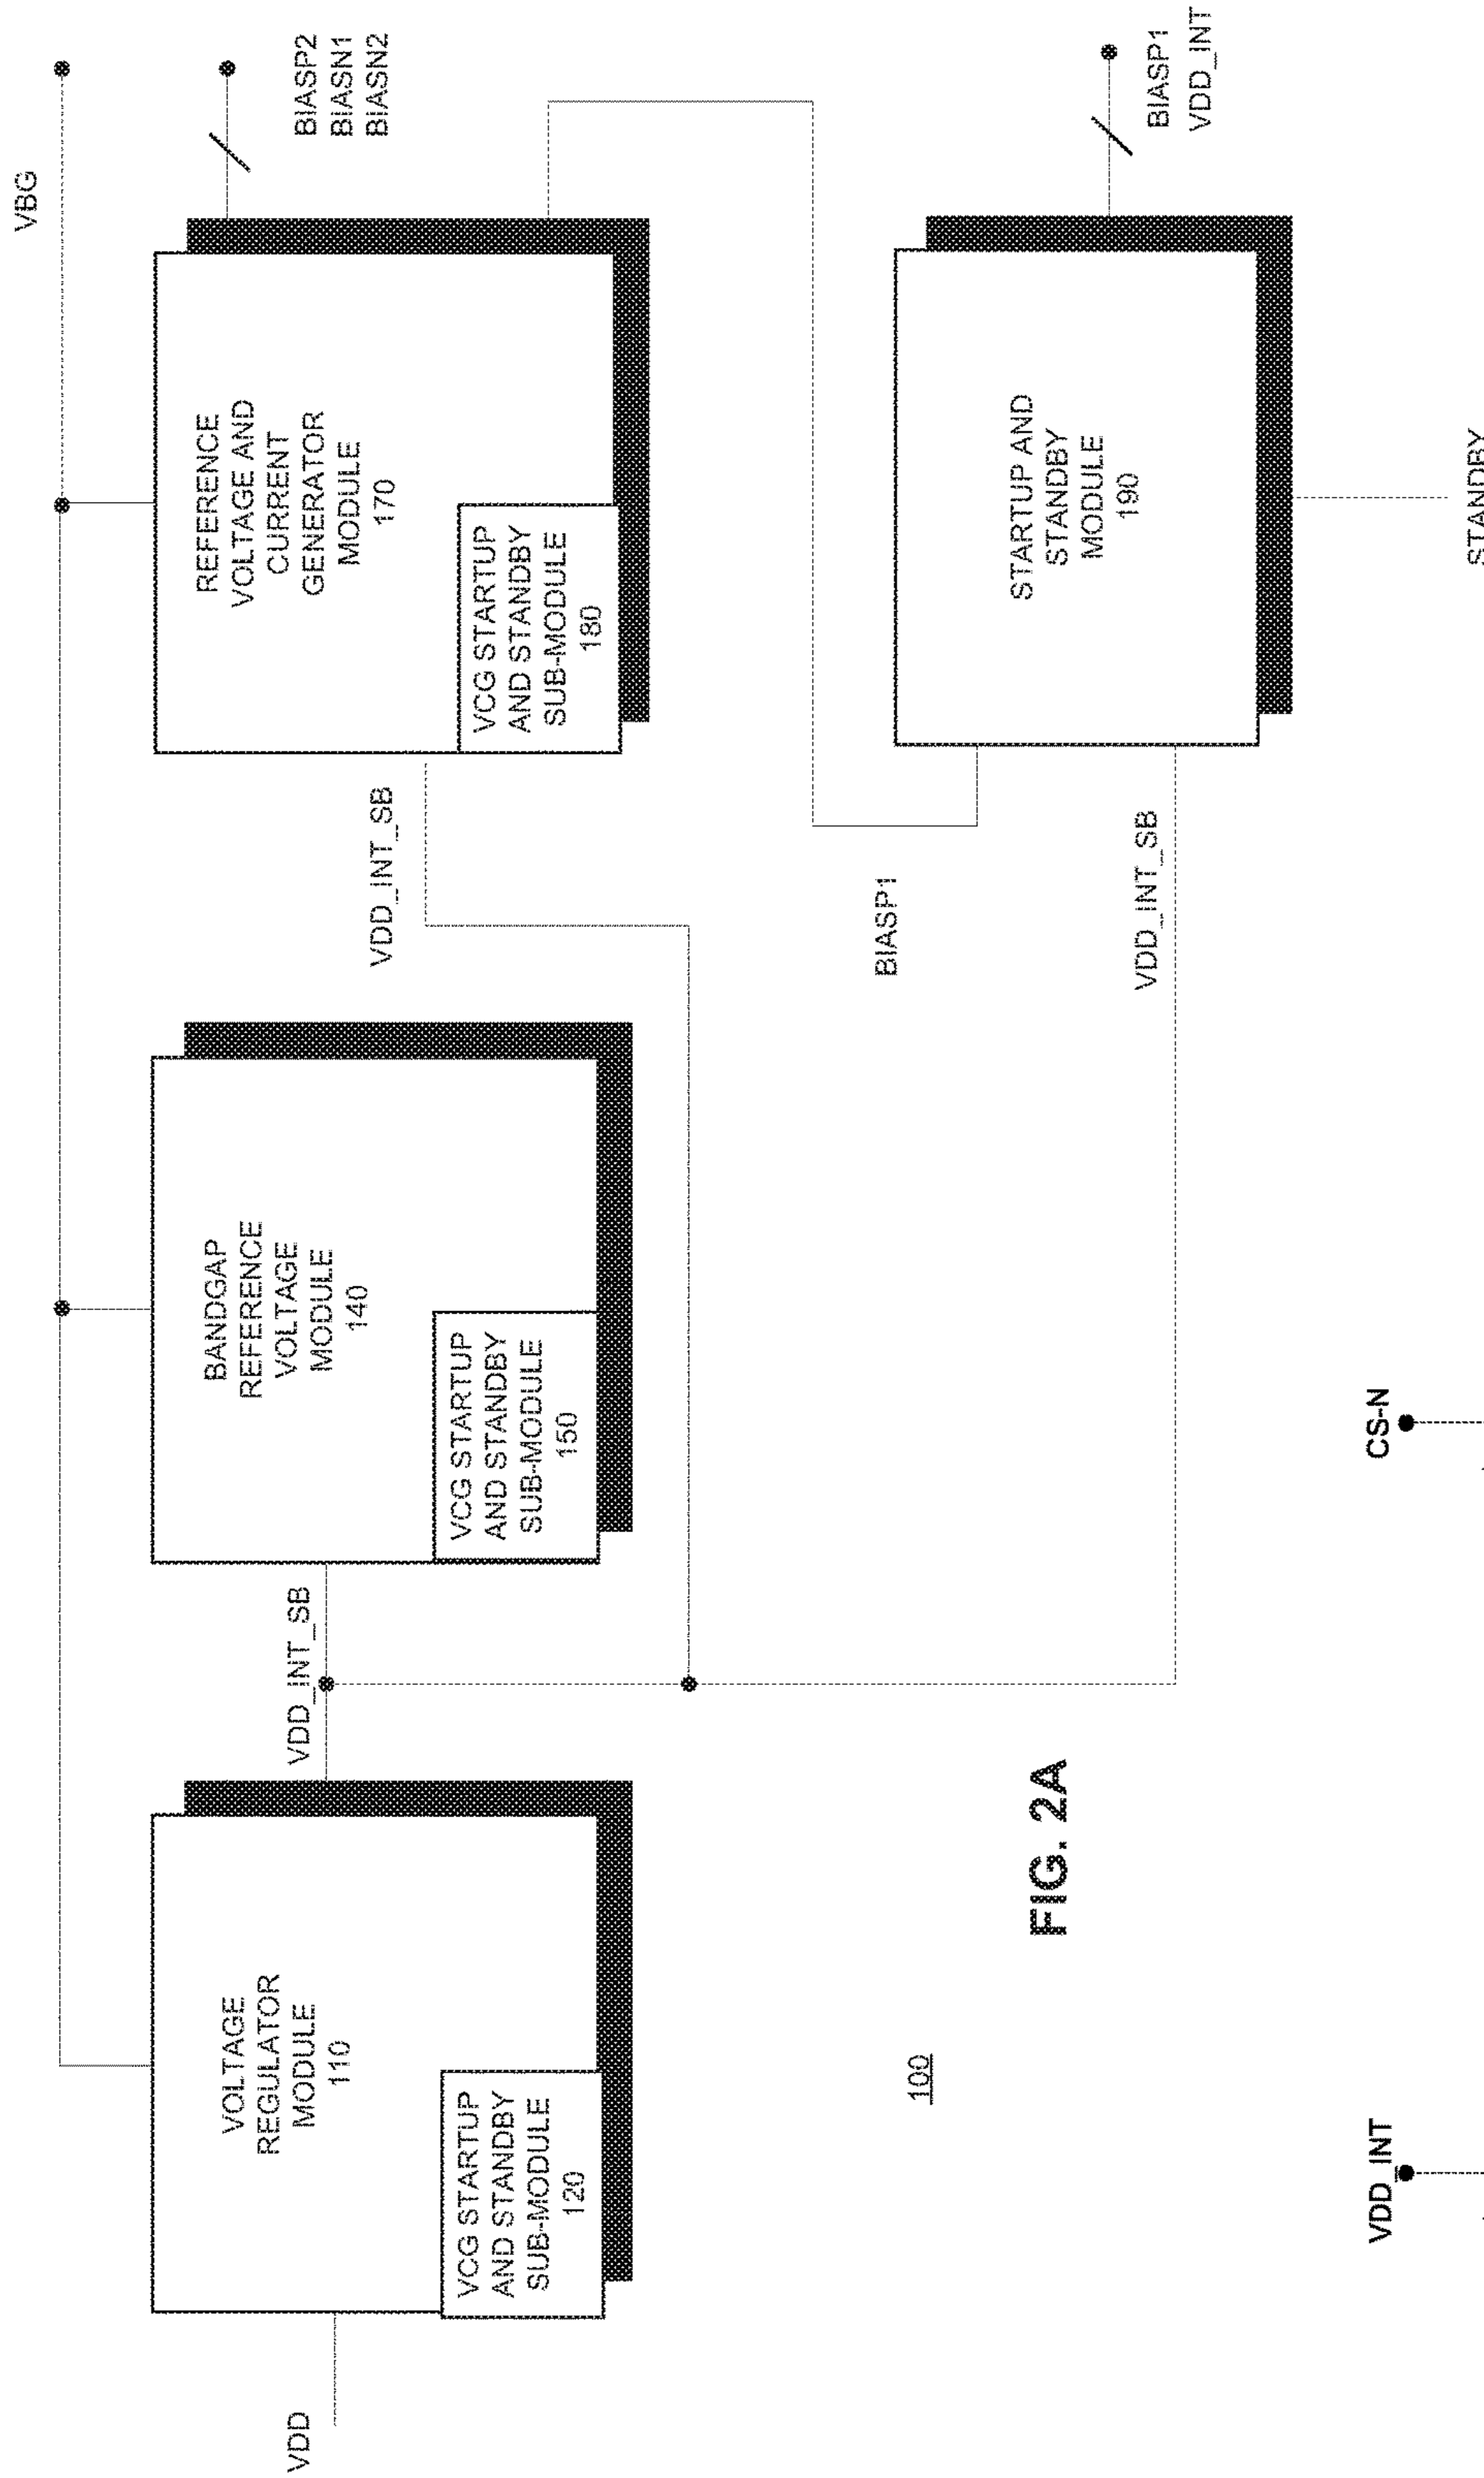 VBG
VDD
VOLTAGE
REGULATOR
MODULE
110
VCG STARTUP
AND STANDBY
SUB-MODULE
120
VDD_INT_SB
BANDGAP
REFERENCE
VOLTAGE
MODULE
140
VCG STARTUP
AND STANDBY
SUB-MODULE
150
VDD_INT_SB
REFERENCE
VOLTAGE AND
CURRENT
GENERATOR
MODULE
170
VCG STARTUP
AND STANDBY
SUB-MODULE
180
BIASP2
BIASN1
BIASN2
BIASP1
VDD_INT_SB
STARTUP AND
STANDBY
MODULE
190
BIASP1
VDD_INT
STANDBY
100
FIG. 2A
VDD_INT
CS-N